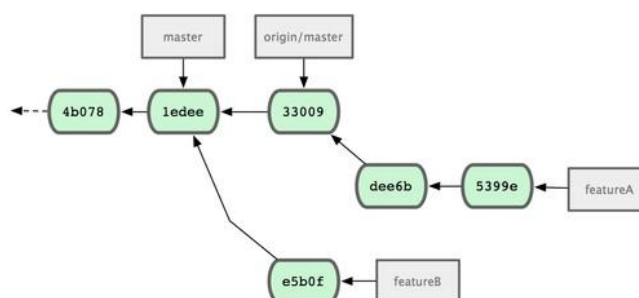 master origin/master
4b078 1edee 33009
dee6b 5399e featureA
e5b0f featureB